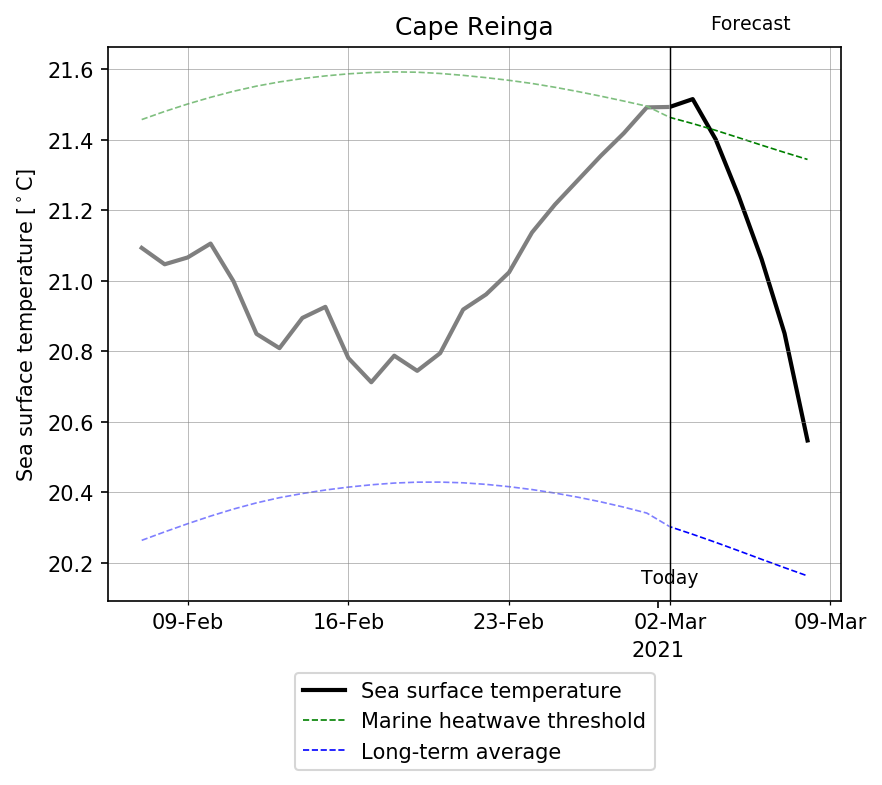 Cape Reinga
Forecast
Sea surface temperature [°C]
21.6
21.4
21.2
21.0
20.8
20.6
20.4
20.2
Today
09-Feb 16-Feb 23-Feb 02-Mar 09-Mar
2021
Sea surface temperature
Marine heatwave threshold
Long-term average